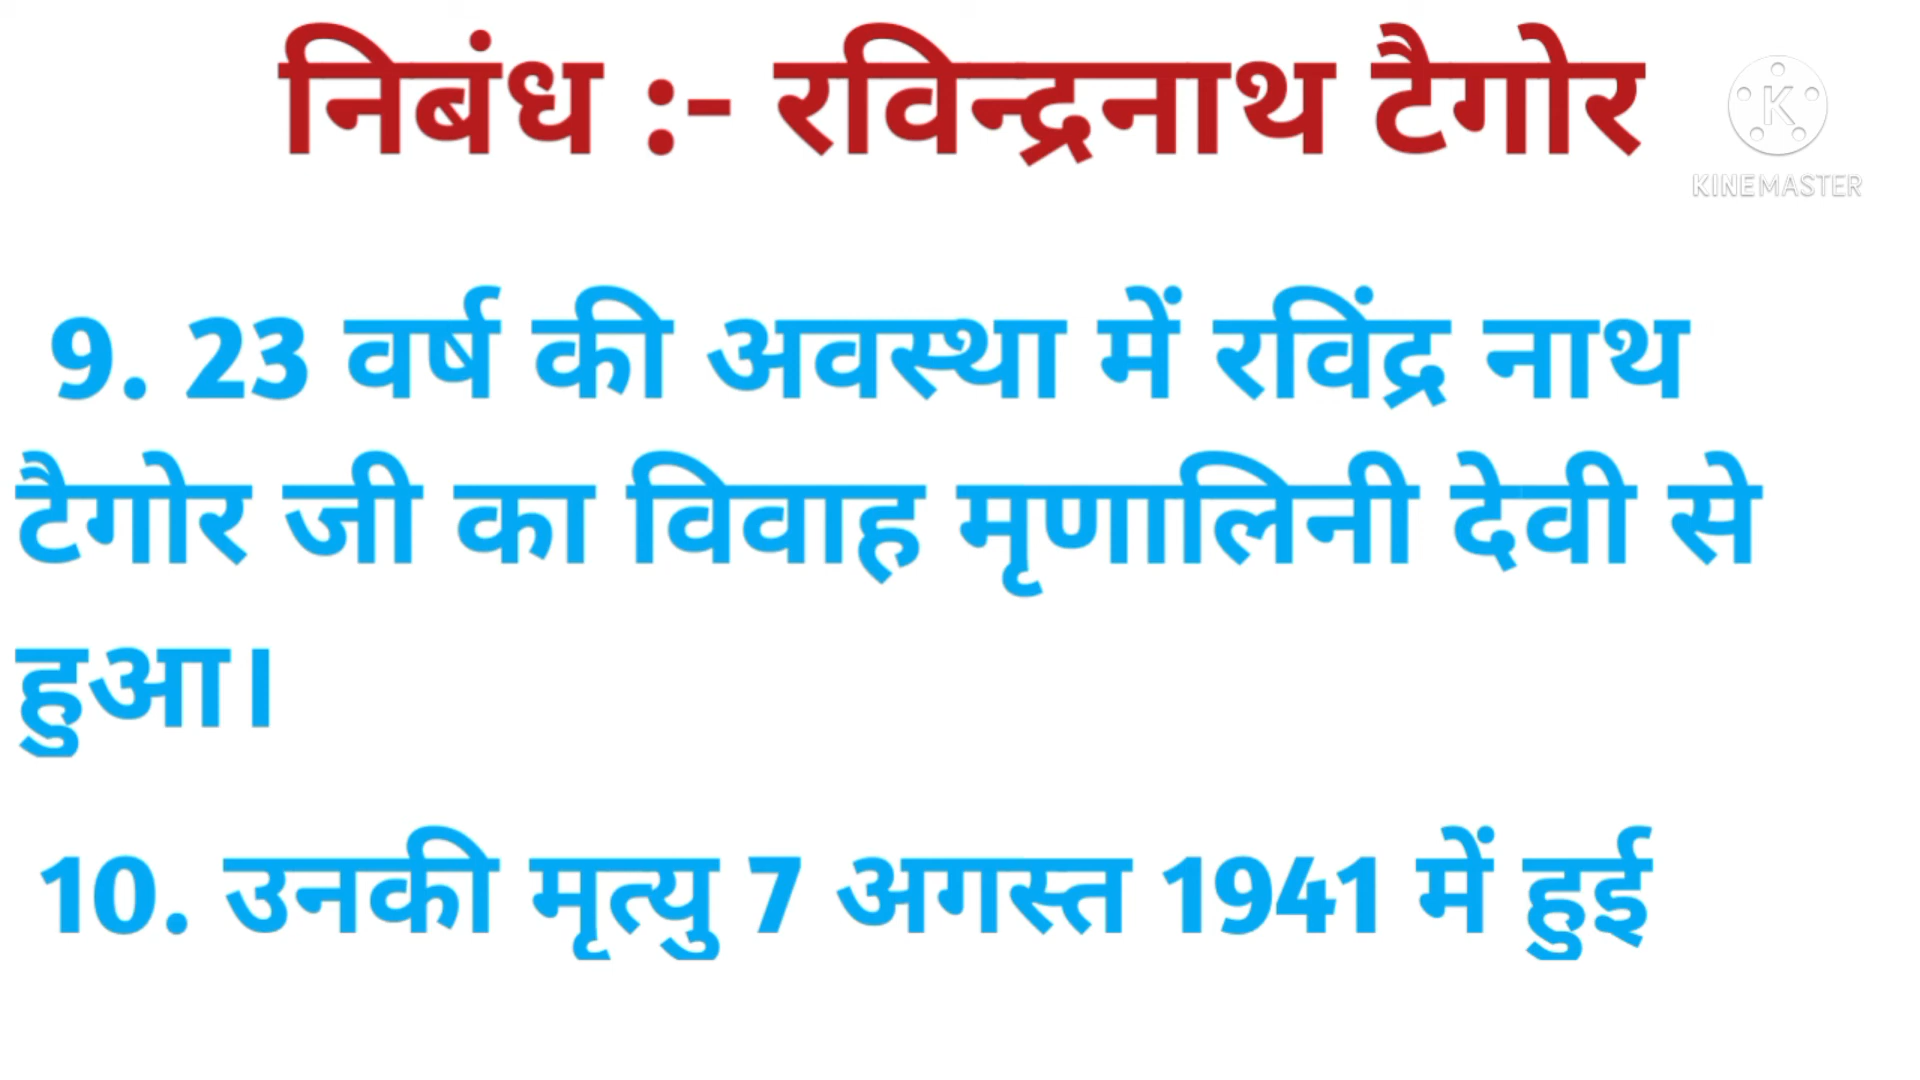 निबंध :- रविन्द्रनाथ टैगोर
K
KINEMASTER
9. 23 वर्ष की अवस्था में रविंद्र नाथ
टैगोर जी का विवाह मृणालिनी देवी से
हुआ।
10. उनकी मृत्यु 7 अगस्त 1941 में हुई